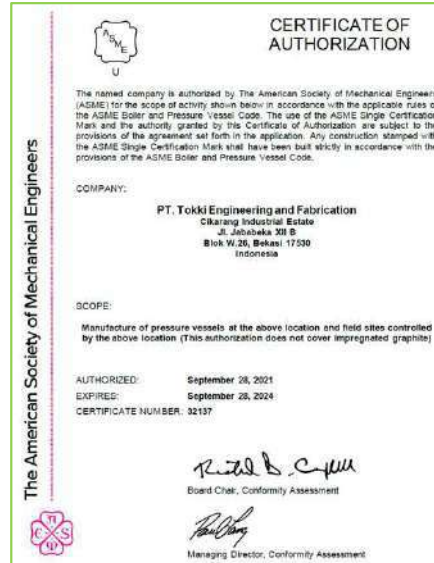 CERTIFICATE OF
AUTHORIZATION
ASME
U
The named company is authorized by The American Society of Mechanical Engineers
(ASME) for the scope of activity shown below in accordance with the applicable rules of
the ASME Boiler and Pressure Vessel Code. The use of the ASME Single Certification
Mark and the authority granted by this Certificate of Authorization are subject to the
provisions of the agreement set forth in the application. Any construction stamped with
the ASME Single Certification Mark shall have been built strictly in accordance with the
provisions of the ASME Boiler and Pressure Vessel Code.
COMPANY:
PT. Tokki Engineering and Fabrication
Cikarang Industrial Estate
Jl. Jababeka XII B
Blok W.26, Bekasi 17530
Indonesia
SCOPE:
Manufacture of pressure vessels at the above location and field sites controlled
by the above location (This authorization does not cover impregnated graphite)
AUTHORIZED: September 28, 2021
EXPIRES: September 28, 2024
CERTIFICATE NUMBER: 32137
Board Chair, Conformity Assessment
Managing Director, Conformity Assessment
The American Society of Mechanical Engineers